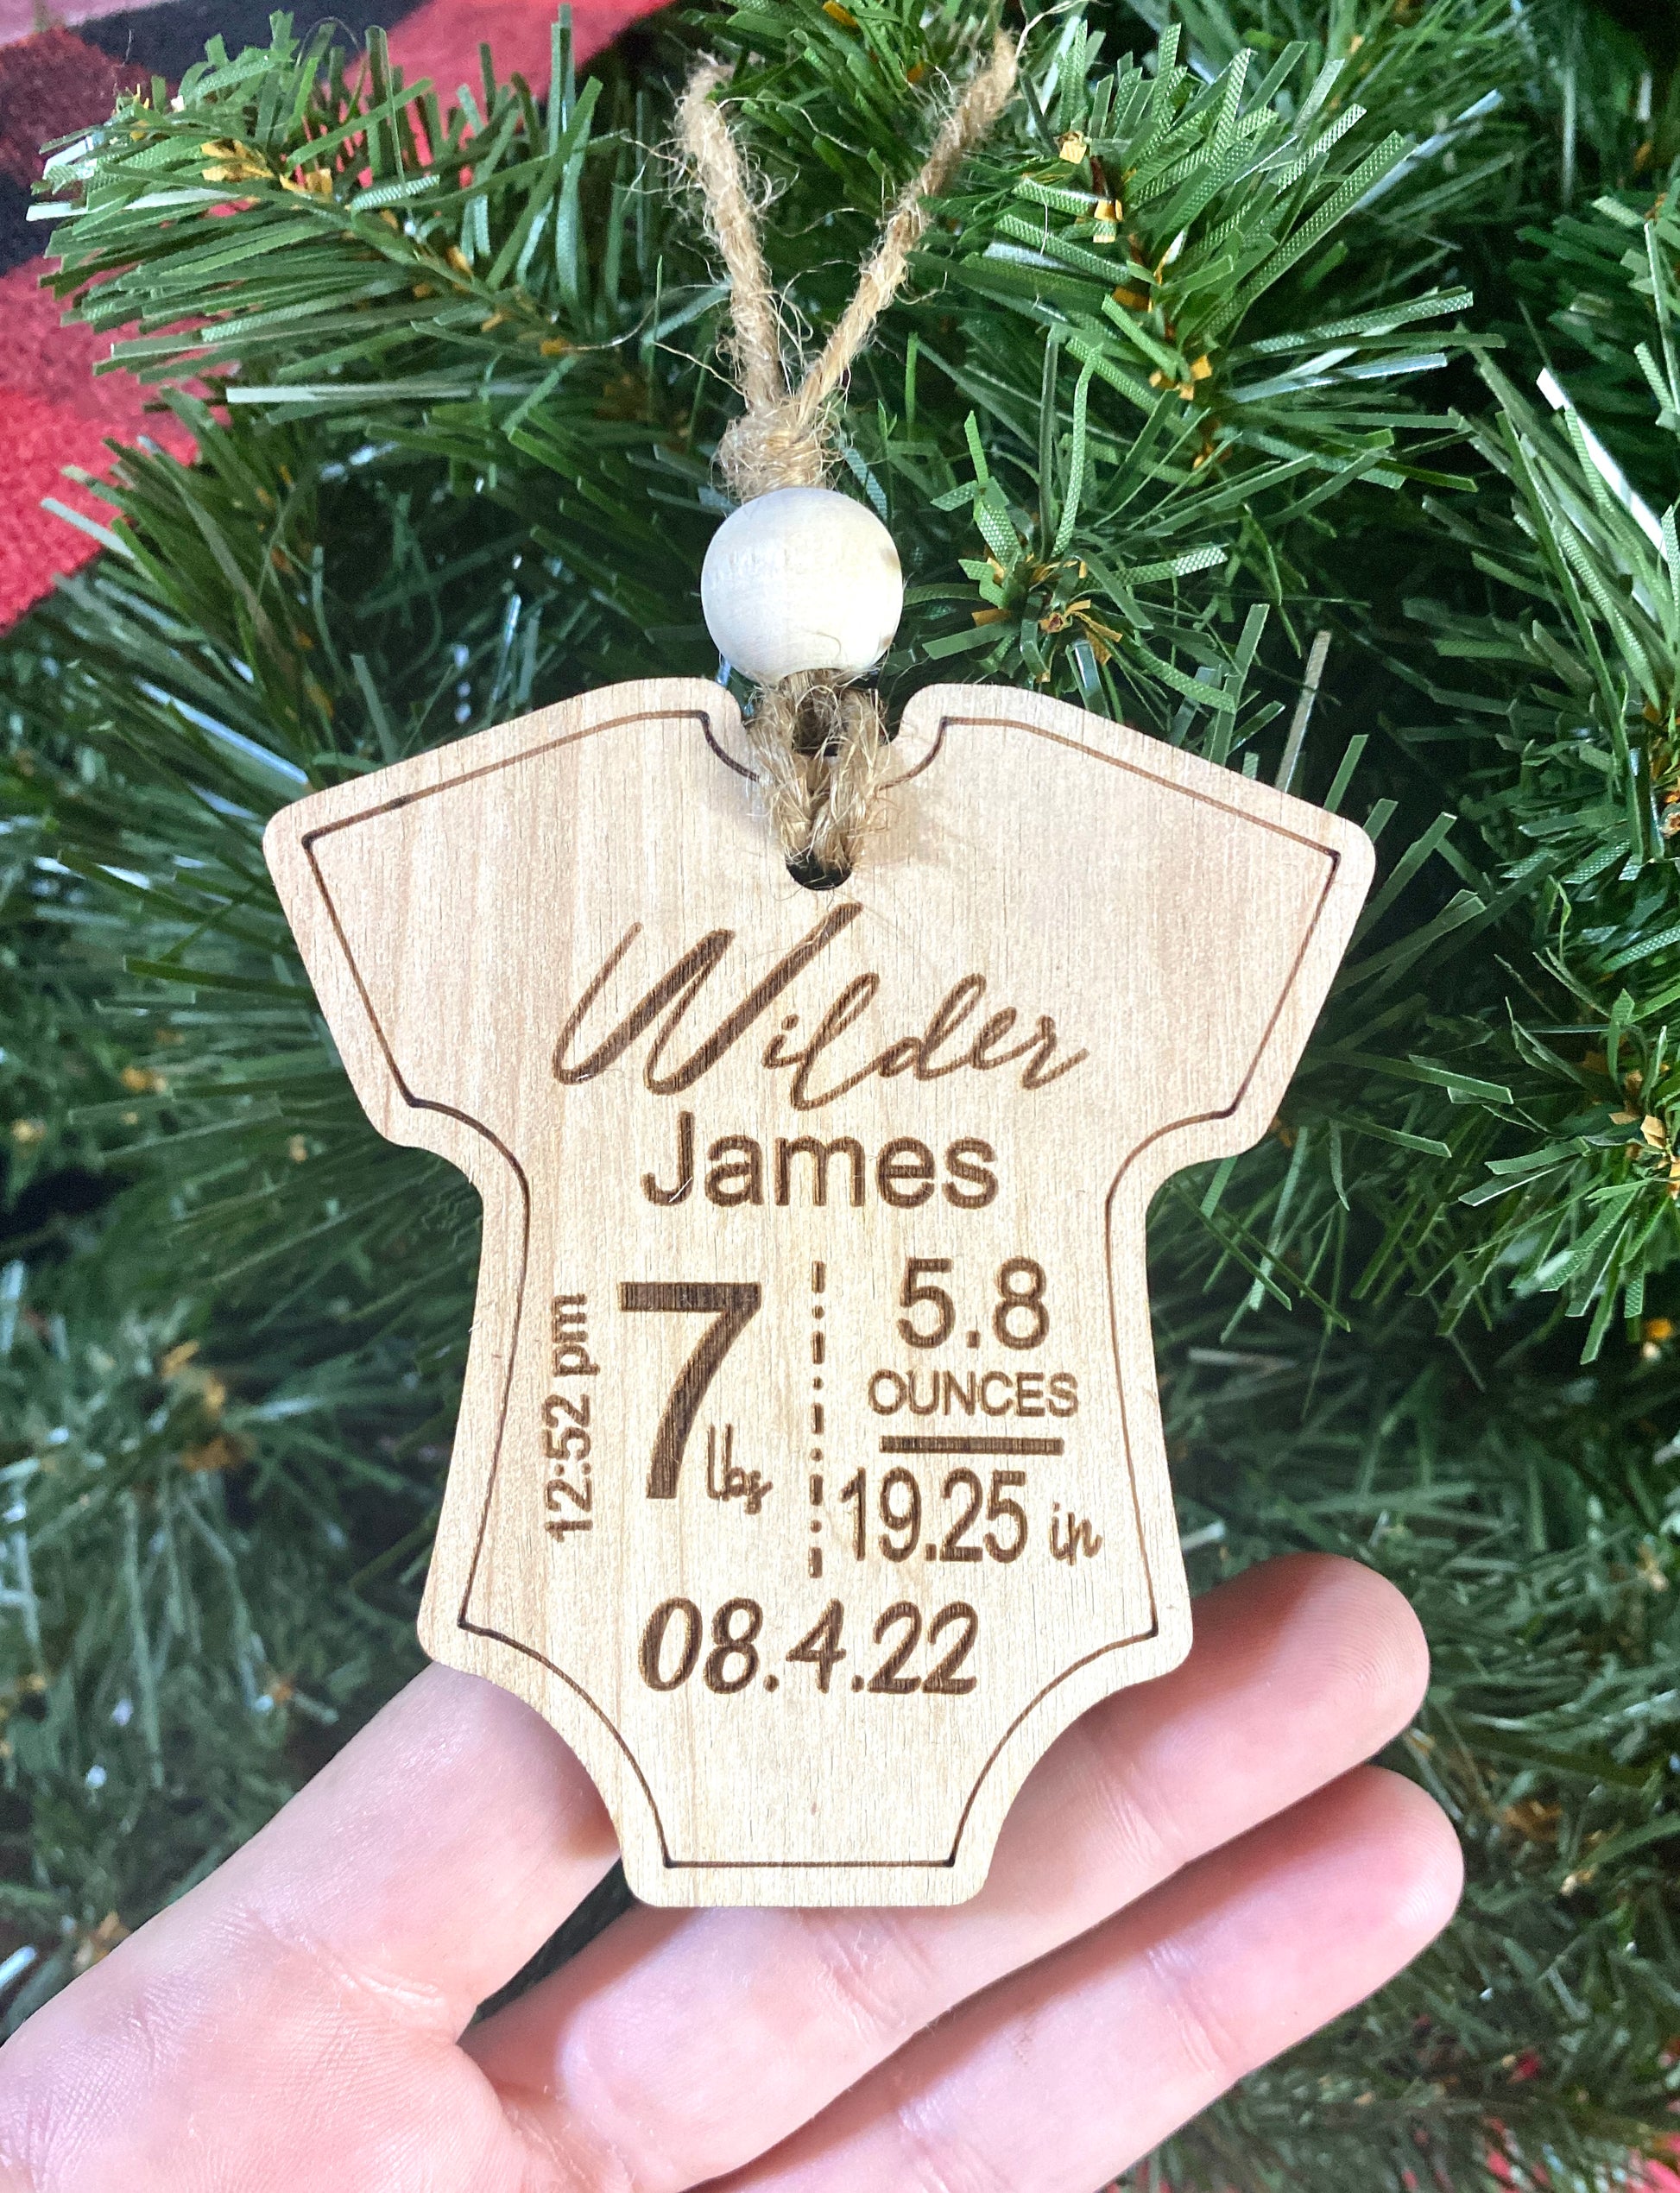 Wilder
James
12:52 pm
7 lbs
5.8
OUNCES
19.25 in
08.4.22